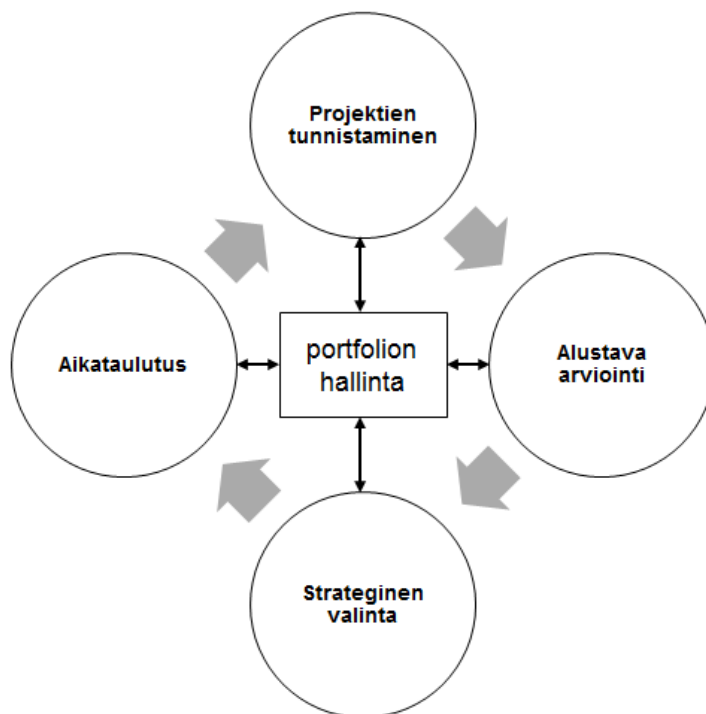 Projektien
tunnistaminen
Aikataulutus
portfolion
hallinta
Alustava
arviointi
Strateginen
valinta